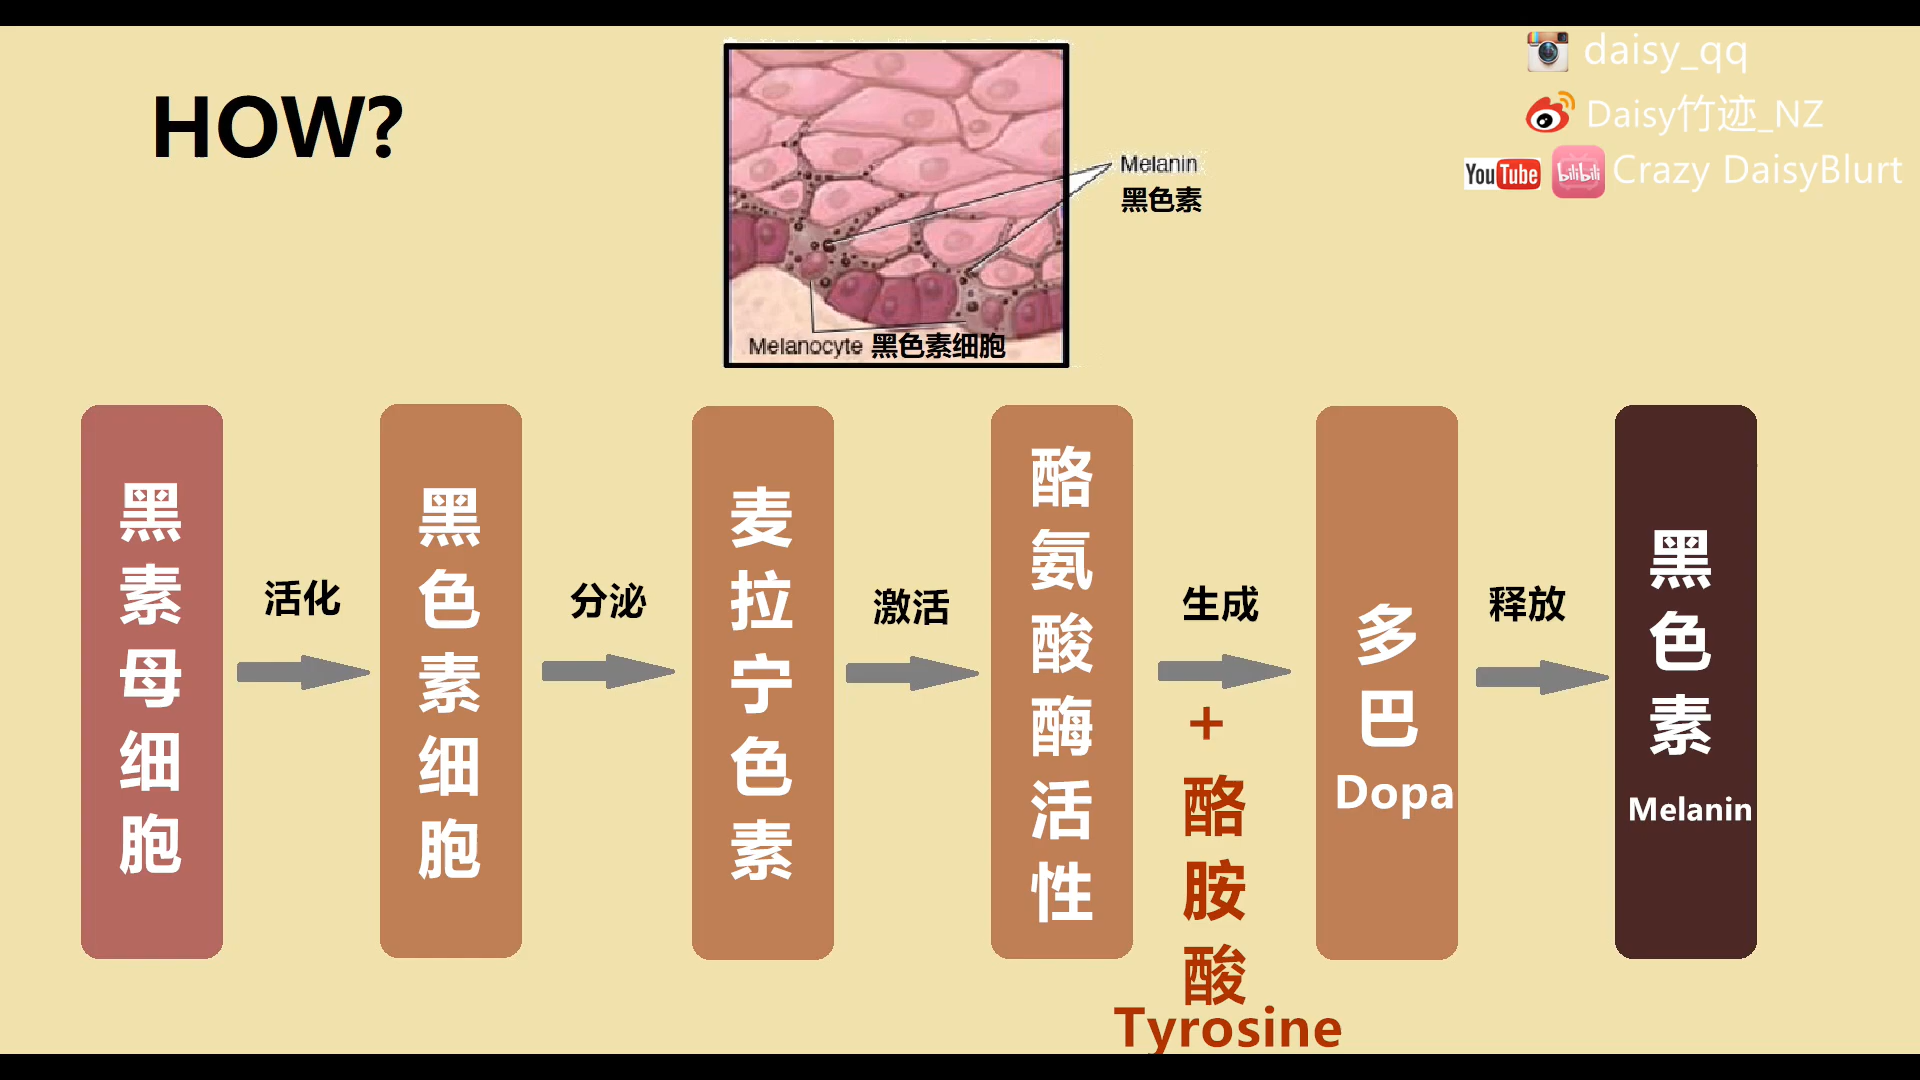 HOW?
daisy_qq
Daisy竹迹_NZ
YouTube bilibili Crazy DaisyBlurt
Melanin
黑色素
Melanocyte 黑色素细胞
黑素母细胞
活化
黑色素细胞
分泌
麦拉宁色素
激活
酪氨酸酶活性
生成
+
酪胺酸
Tyrosine
多巴
Dopa
释放
黑色素
Melanin